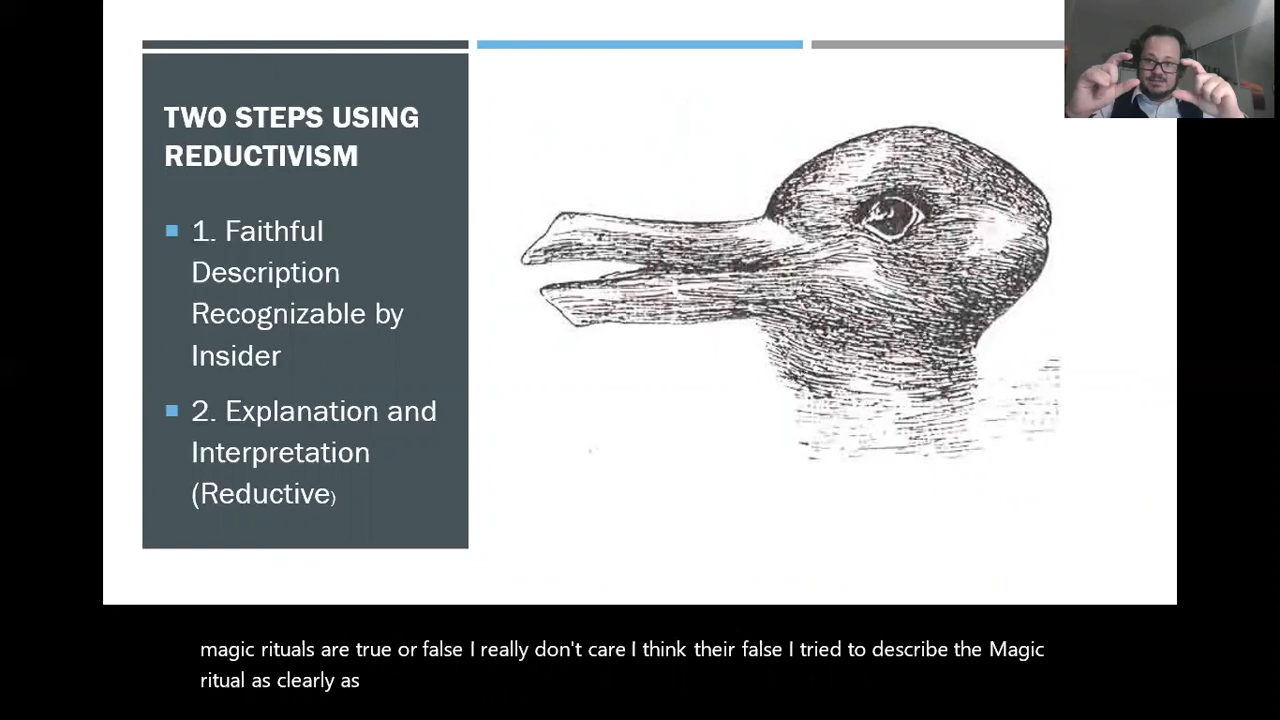 TWO STEPS USING
REDUCTIVISM
1. Faithful
Description
Recognizable by
Insider
2. Explanation and
Interpretation
(Reductive)
magic rituals are true or false I really don't care I think their false I tried to describe the Magic
ritual as clearly as